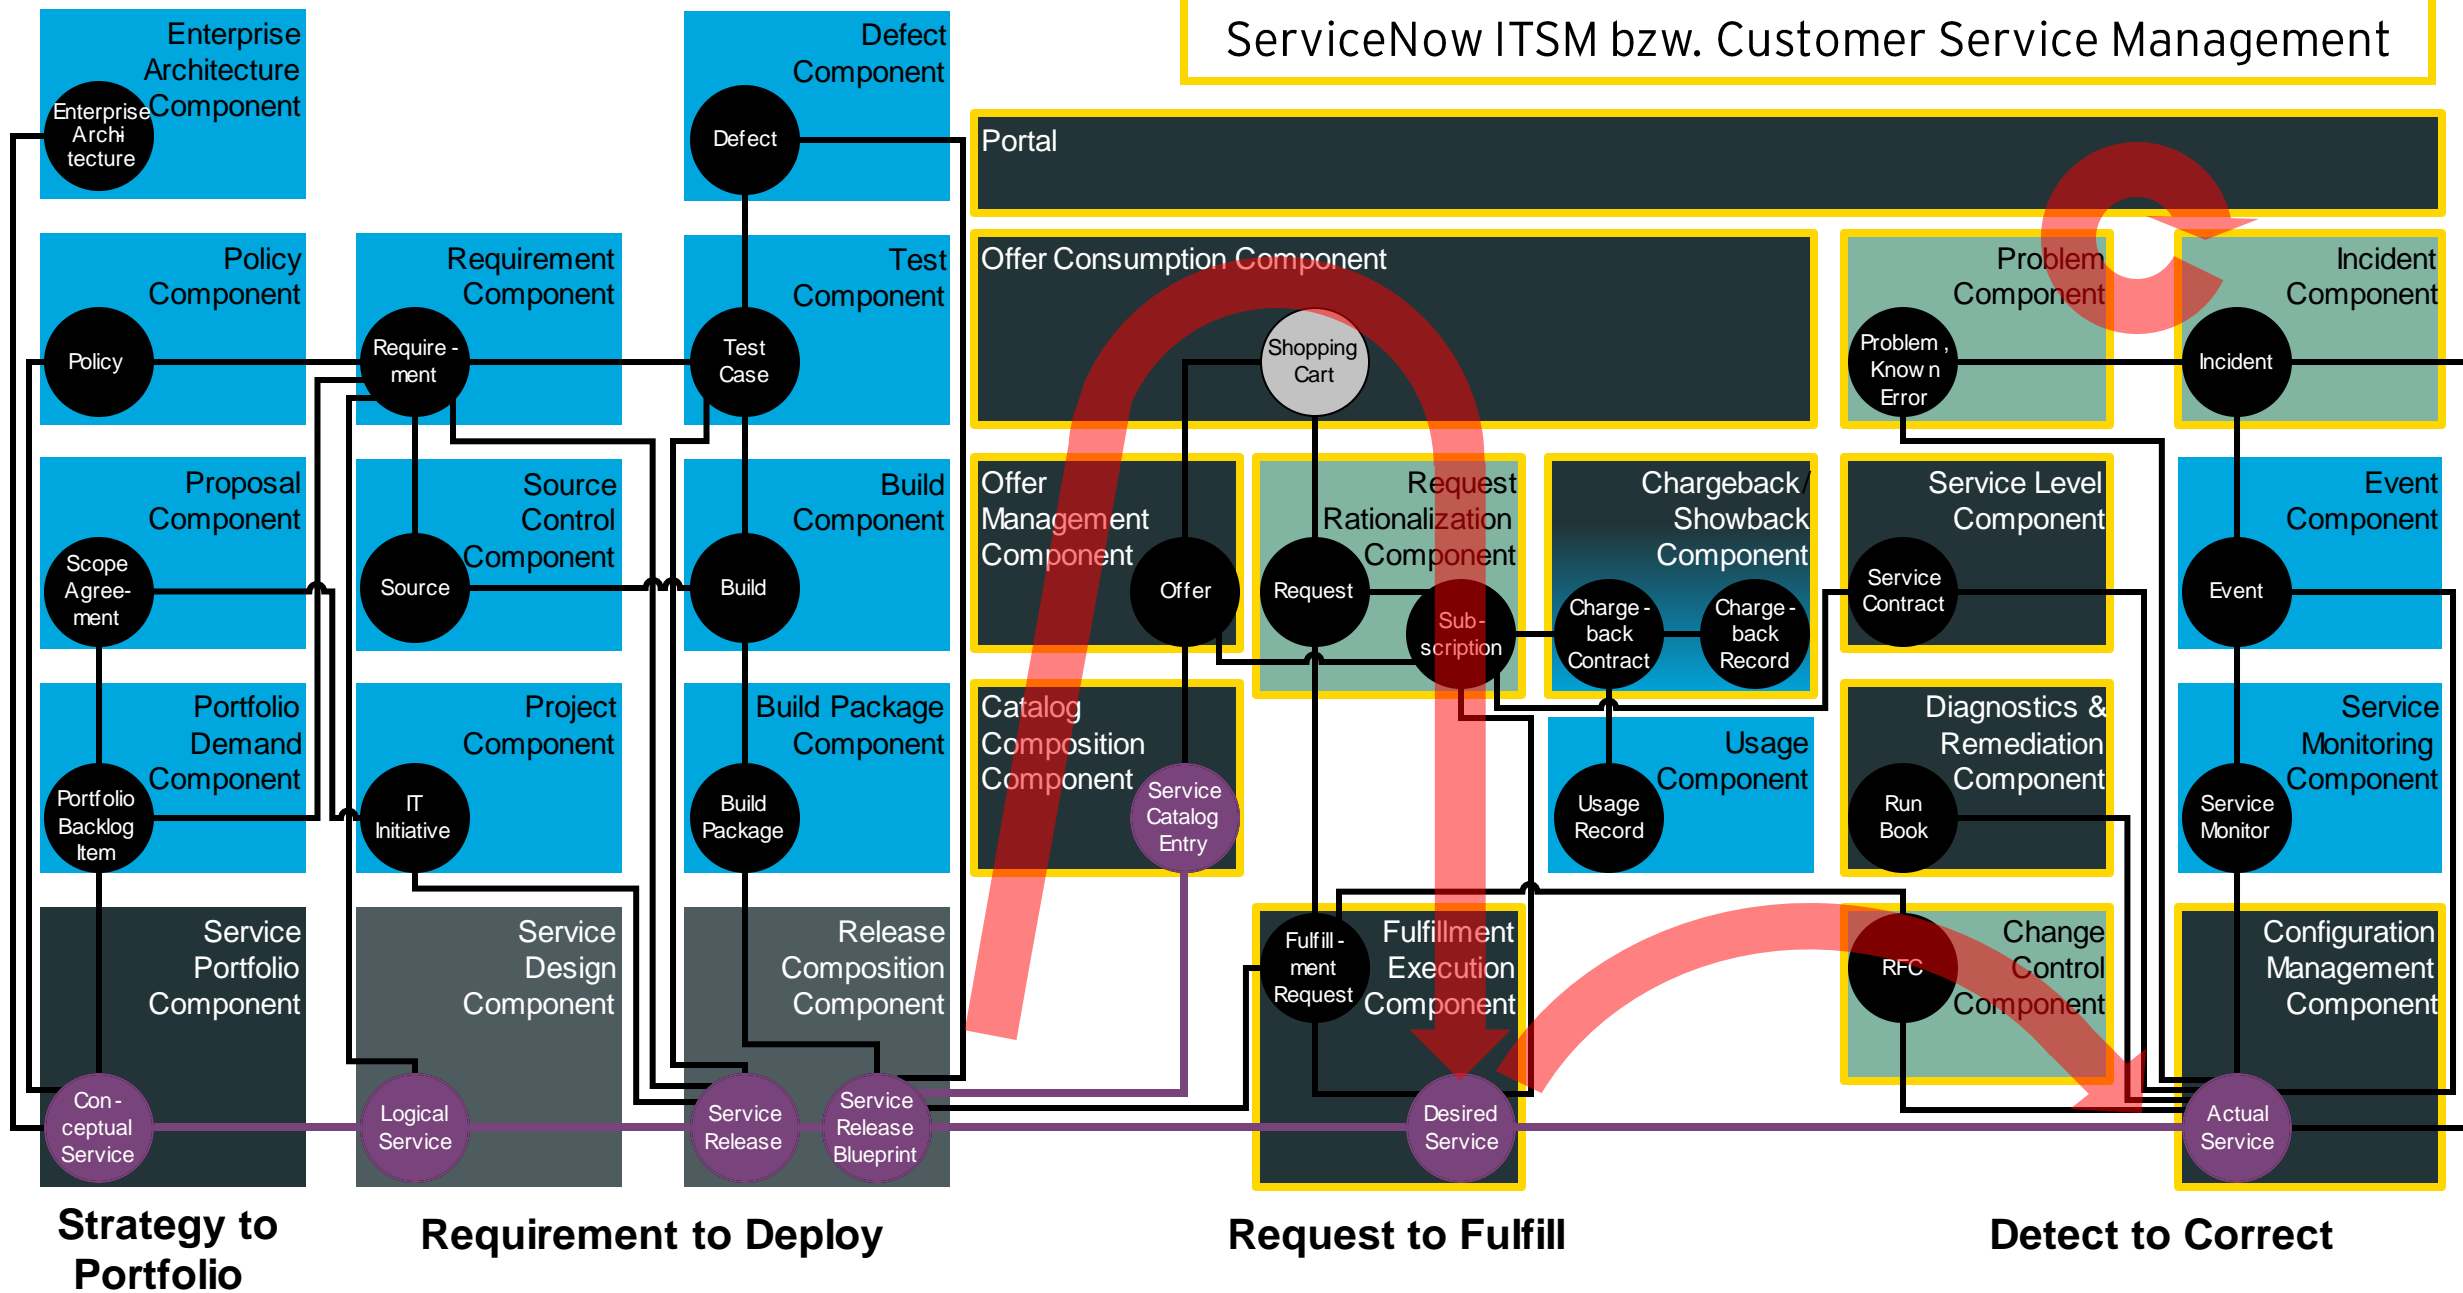 ServiceNow ITSM bzw. Customer Service Management
Enterprise
Architecture
Component
Enterprise
Archi-
tecture
Defect
Component
Defect
Portal
Policy
Component
Policy
Requirement
Component
Require -
ment
Test
Component
Test
Case
Offer Consumption Component
Shopping
Cart
Problem
Component
Problem ,
Known
Error
Incident
Component
Incident
Proposal
Component
Scope
Agree-
ment
Source
Control
Component
Source
Build
Component
Build
Offer
Management
Component
Offer
Request
Rationalization
Component
Request
Sub-
scription
Chargeback/
Showback
Component
Charge -
back
Contract
Charge -
back
Record
Service Level
Component
Service
Contract
Event
Component
Event
Portfolio
Demand
Component
Portfolio
Backlog
Item
Project
Component
IT
Initiative
Build Package
Component
Build
Package
Catalog
Composition
Component
Service
Catalog
Entry
Usage
Component
Usage
Record
Diagnostics &
Remediation
Component
Run
Book
Service
Monitoring
Component
Service
Monitor
Service
Portfolio
Component
Con -
ceptual
Service
Service
Design
Component
Logical
Service
Release
Composition
Component
Service
Release
Service
Release
Blueprint
Fulfillment
Execution
Component
Fulfill -
ment
Request
Desired
Service
Change
Control
Component
RFC
Configuration
Management
Component
Actual
Service
Strategy to
Portfolio
Requirement to Deploy
Request to Fulfill
Detect to Correct